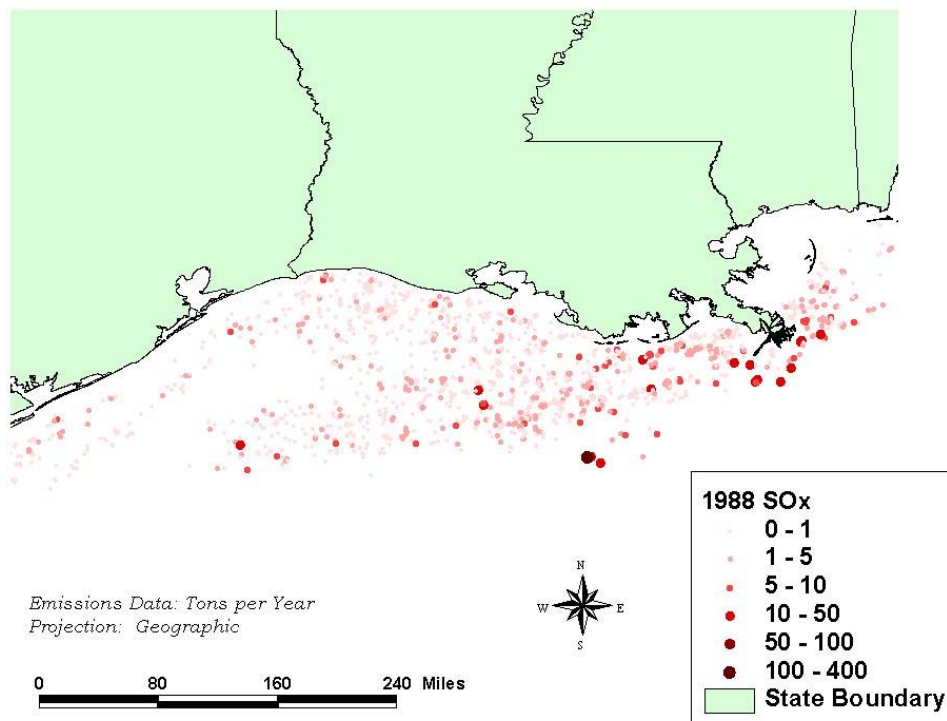 1988 SOx
0 - 1
1 - 5
5 - 10
10 - 50
50 - 100
100 - 400
State Boundary
N
W E
S
Emissions Data: Tons per Year
Projection: Geographic
0 80 160 240 Miles